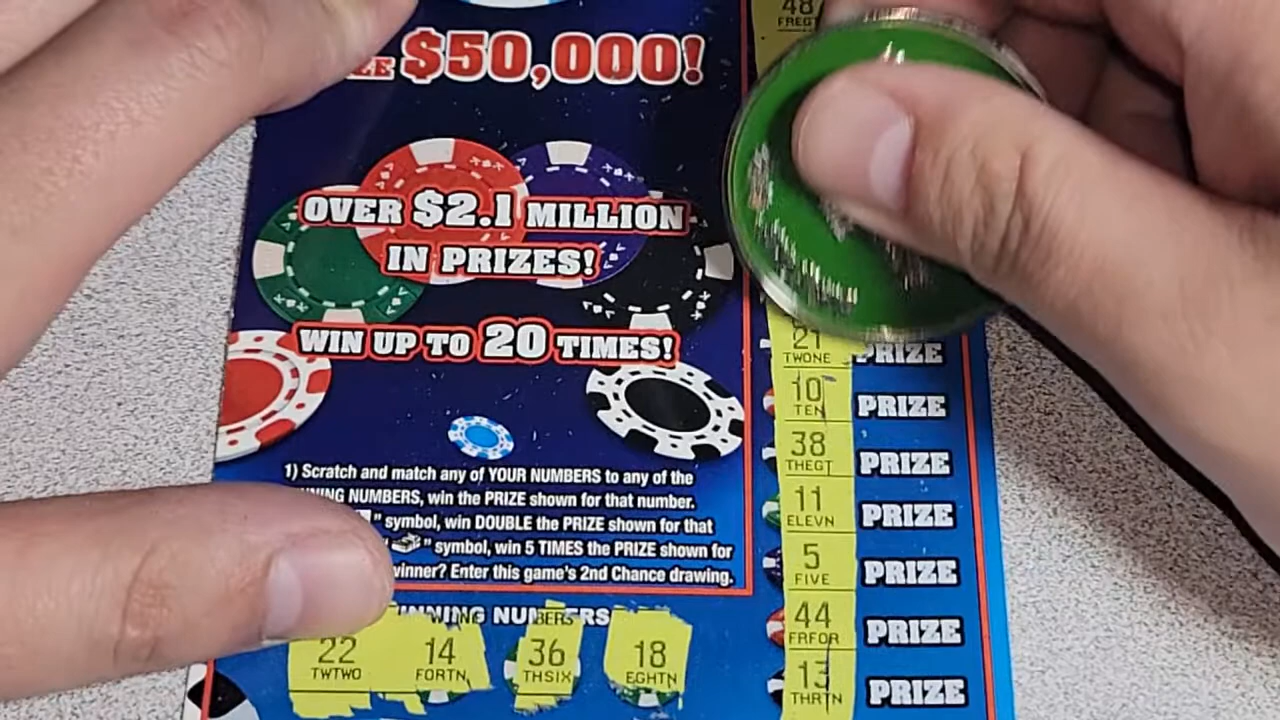 $50,000!
OVER $2.1 MILLION
IN PRIZES!
WIN UP TO 20 TIMES!
1) Scratch and match any of YOUR NUMBERS to any of the
NUMBERS, win the PRIZE shown for that number.
" symbol, win DOUBLE the PRIZE shown for that
" symbol, win 5 TIMES the PRIZE shown for
winner? Enter this game's 2nd Chance drawing.
WINNING NUMBERS
22
TWTWO
14
FORTN
36
THSIX
18
EGHTN
48
FREGT
21
TWONE
PRIZE
10
TEN
PRIZE
38
THEGT
PRIZE
11
ELEVN
PRIZE
5
FIVE
PRIZE
44
FRFOR
PRIZE
13
THRTN
PRIZE